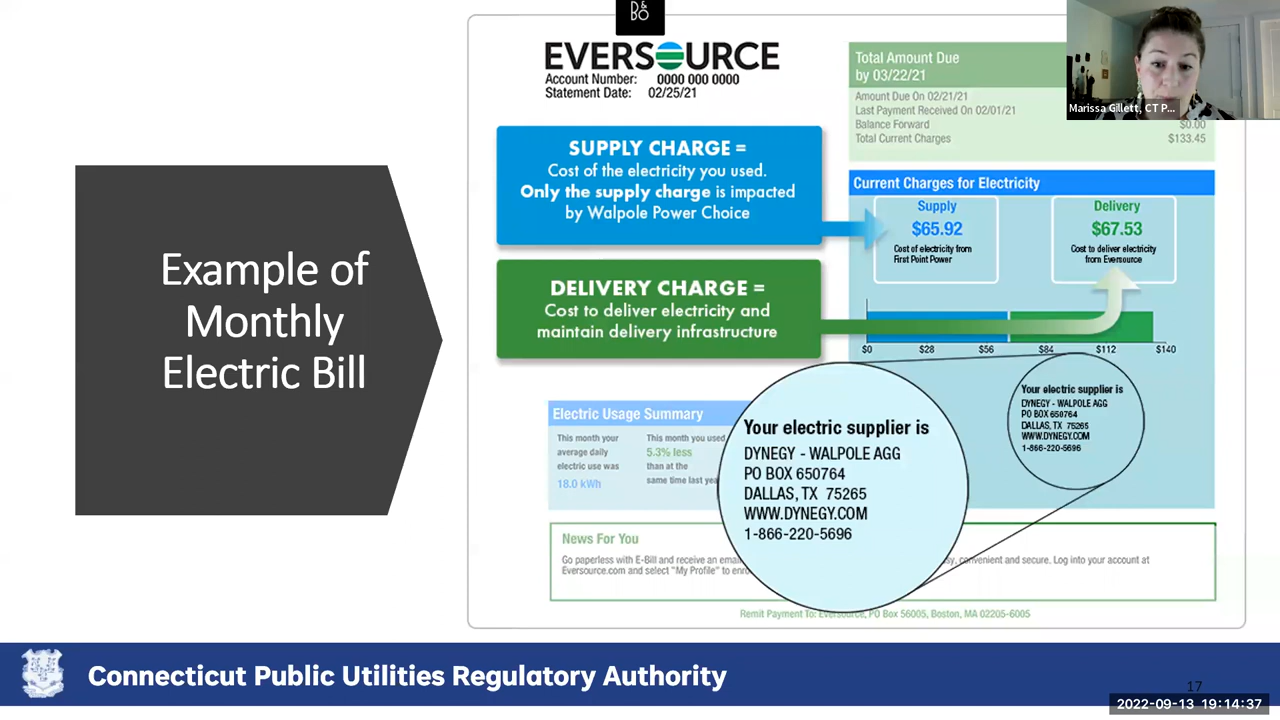 D&
BO
EVERSOURCE
Account Number: 0000 000 0000
Statement Date: 02/25/21
Total Amount Due
by 03/22/21
Amount Due On 02/21/21
Last Payment Received On 02/01/21
Balance Forward $0.00
Total Current Charges $133.45
Marissa Gillett, CT P...
SUPPLY CHARGE =
Cost of the electricity you used.
Only the supply charge is impacted
by Walpole Power Choice
DELIVERY CHARGE =
Cost to deliver electricity and
maintain delivery infrastructure
Current Charges for Electricity
Supply
$65.92
Cost of electricity from
First Point Power
Delivery
$67.53
Cost to deliver electricity
from Eversource
$0 $28 $56 $84 $112 $140
Example of
Monthly
Electric Bill
Your electric supplier is
DYNEGY - WALPOLE AGG
PO BOX 650764
DALLAS, TX 75265
WWW.DYNEGY.COM
1-866-220-5696
Electric Usage Summary
This month your
average daily
electric use was
18.0 kWh
This month you used
5.3% less
than at the
same time last yea
Your electric supplier is
DYNEGY - WALPOLE AGG
PO BOX 650764
DALLAS, TX 75265
WWW.DYNEGY.COM
1-866-220-5696
News For You
Go paperless with E-Bill and receive an email convenient and secure. Log into your account at
Eversource.com and select "My Profile" to enro
Remit Payment To: Eversource, PO Box 56005, Boston, MA 02205-6005
Connecticut Public Utilities Regulatory Authority
17
2022-09-13 19:14:37